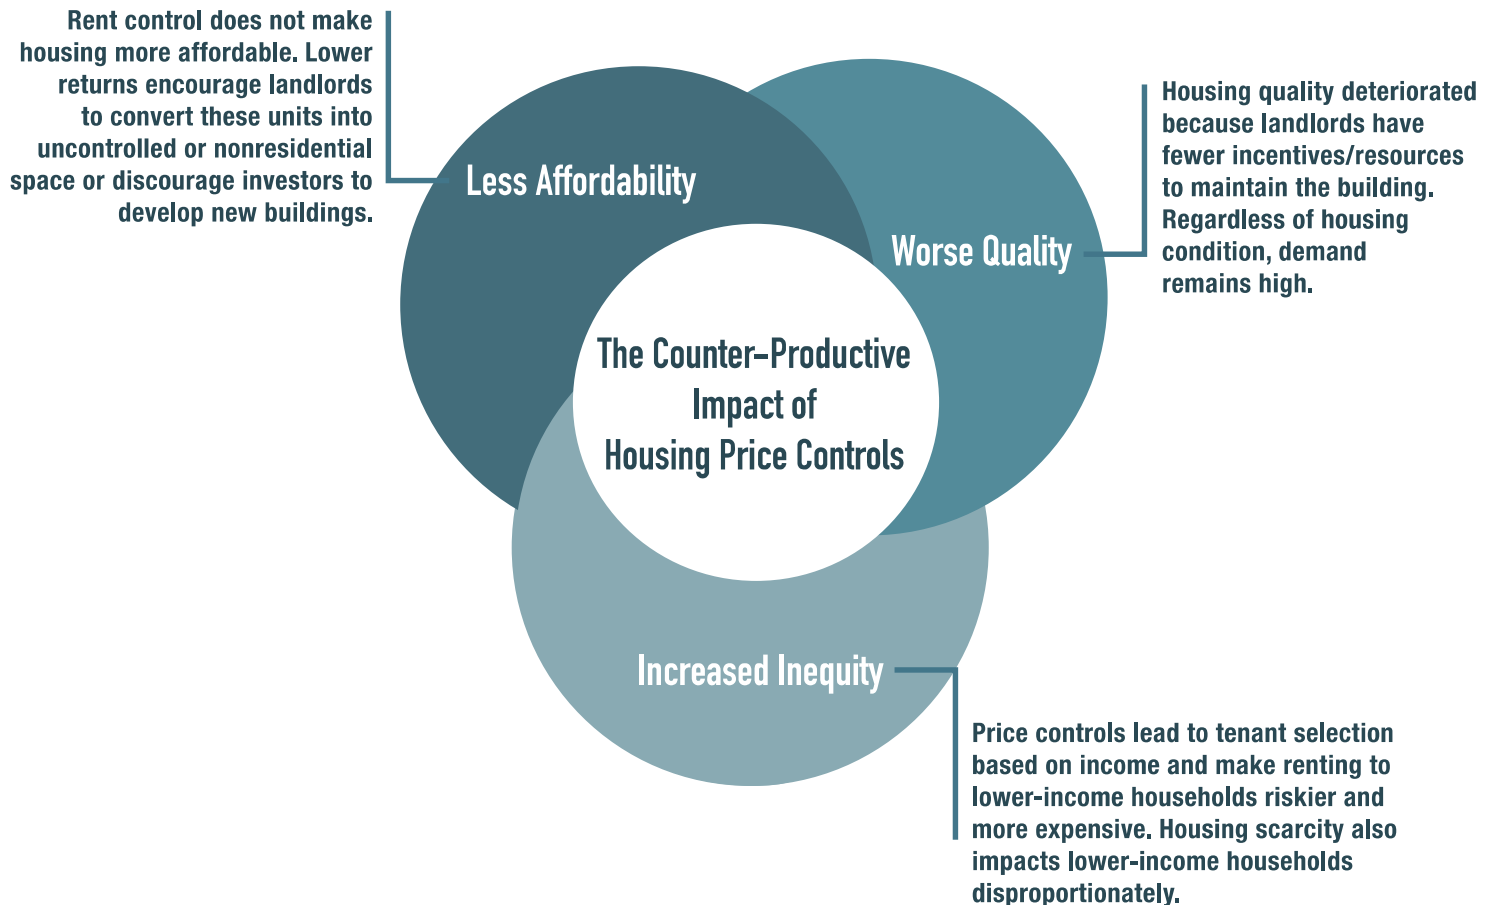 Rent control does not make
housing more affordable. Lower
returns encourage landlords
to convert these units into
uncontrolled or nonresidential
space or discourage investors to
develop new buildings.
Less Affordability
Worse Quality
Housing quality deteriorated
because landlords have
fewer incentives/resources
to maintain the building.
Regardless of housing
condition, demand
remains high.
The Counter–Productive
Impact of
Housing Price Controls
Increased Inequity
Price controls lead to tenant selection
based on income and make renting to
lower-income households riskier and
more expensive. Housing scarcity also
impacts lower-income households
disproportionately.